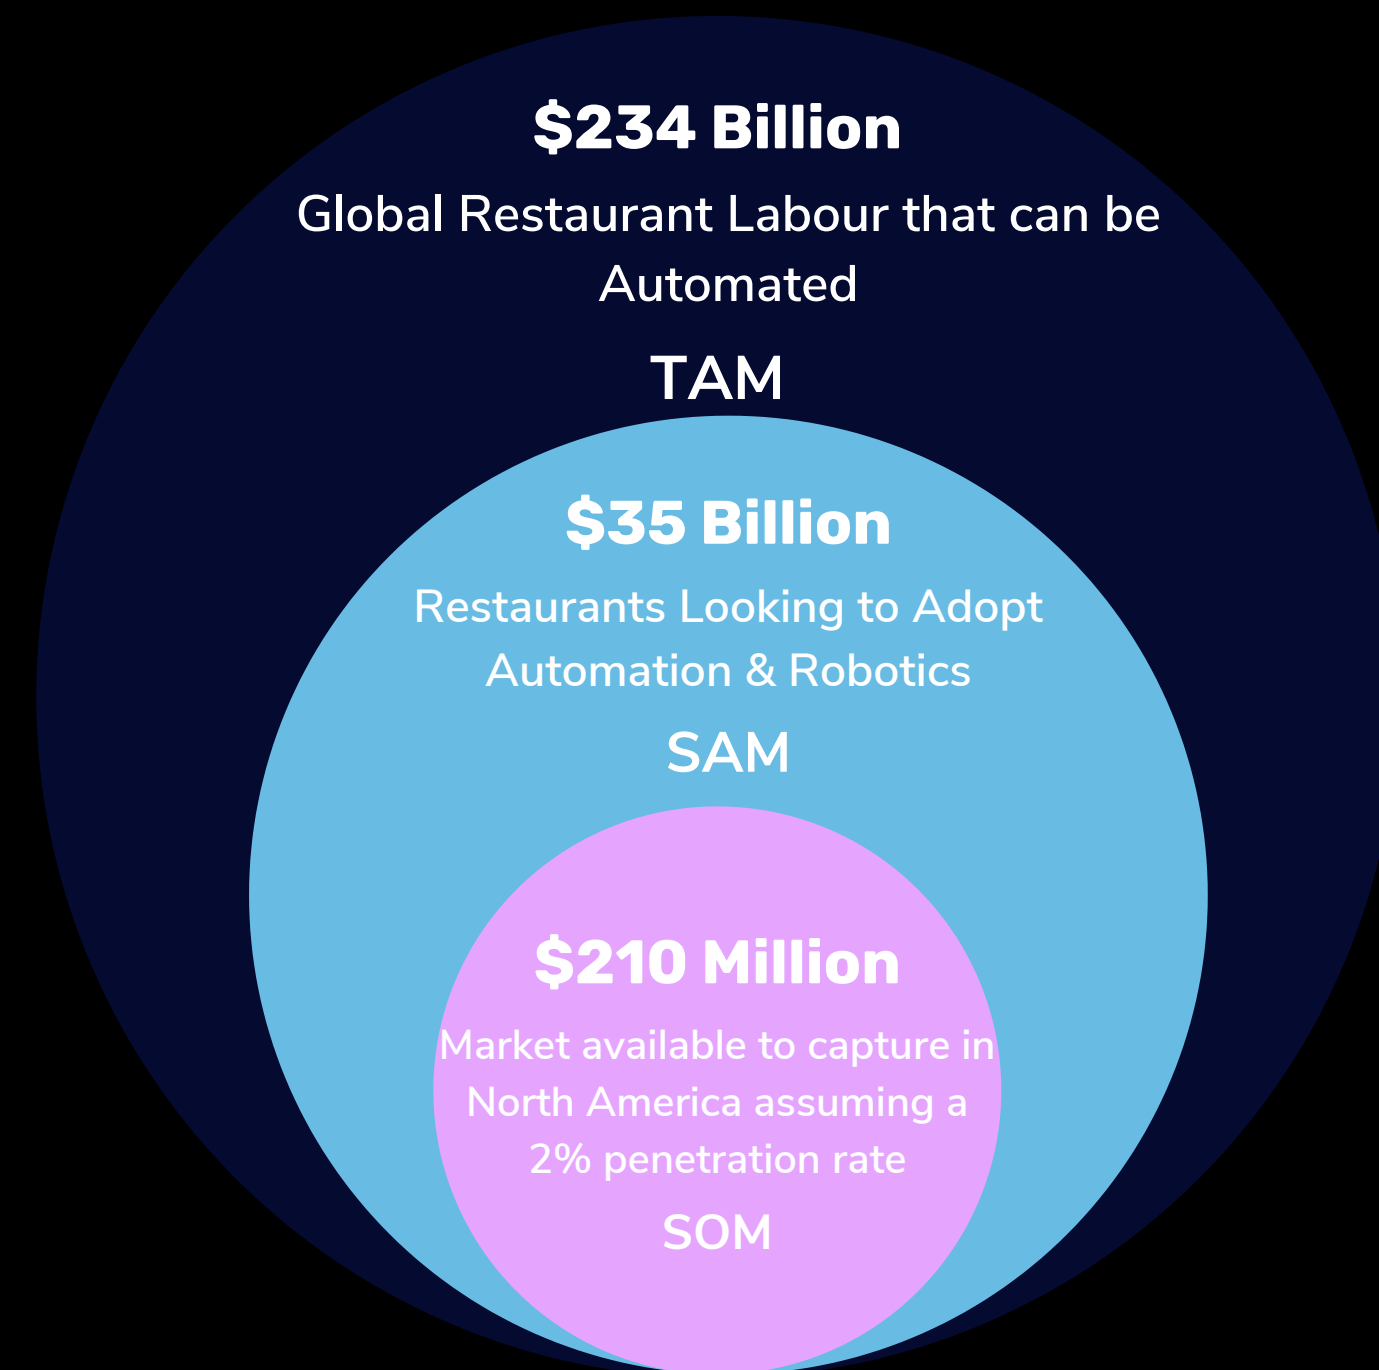 $234 Billion
Global Restaurant Labour that can be
Automated
TAM
$35 Billion
Restaurants Looking to Adopt
Automation & Robotics
SAM
$210 Million
Market available to capture in
North America assuming a
2% penetration rate
SOM